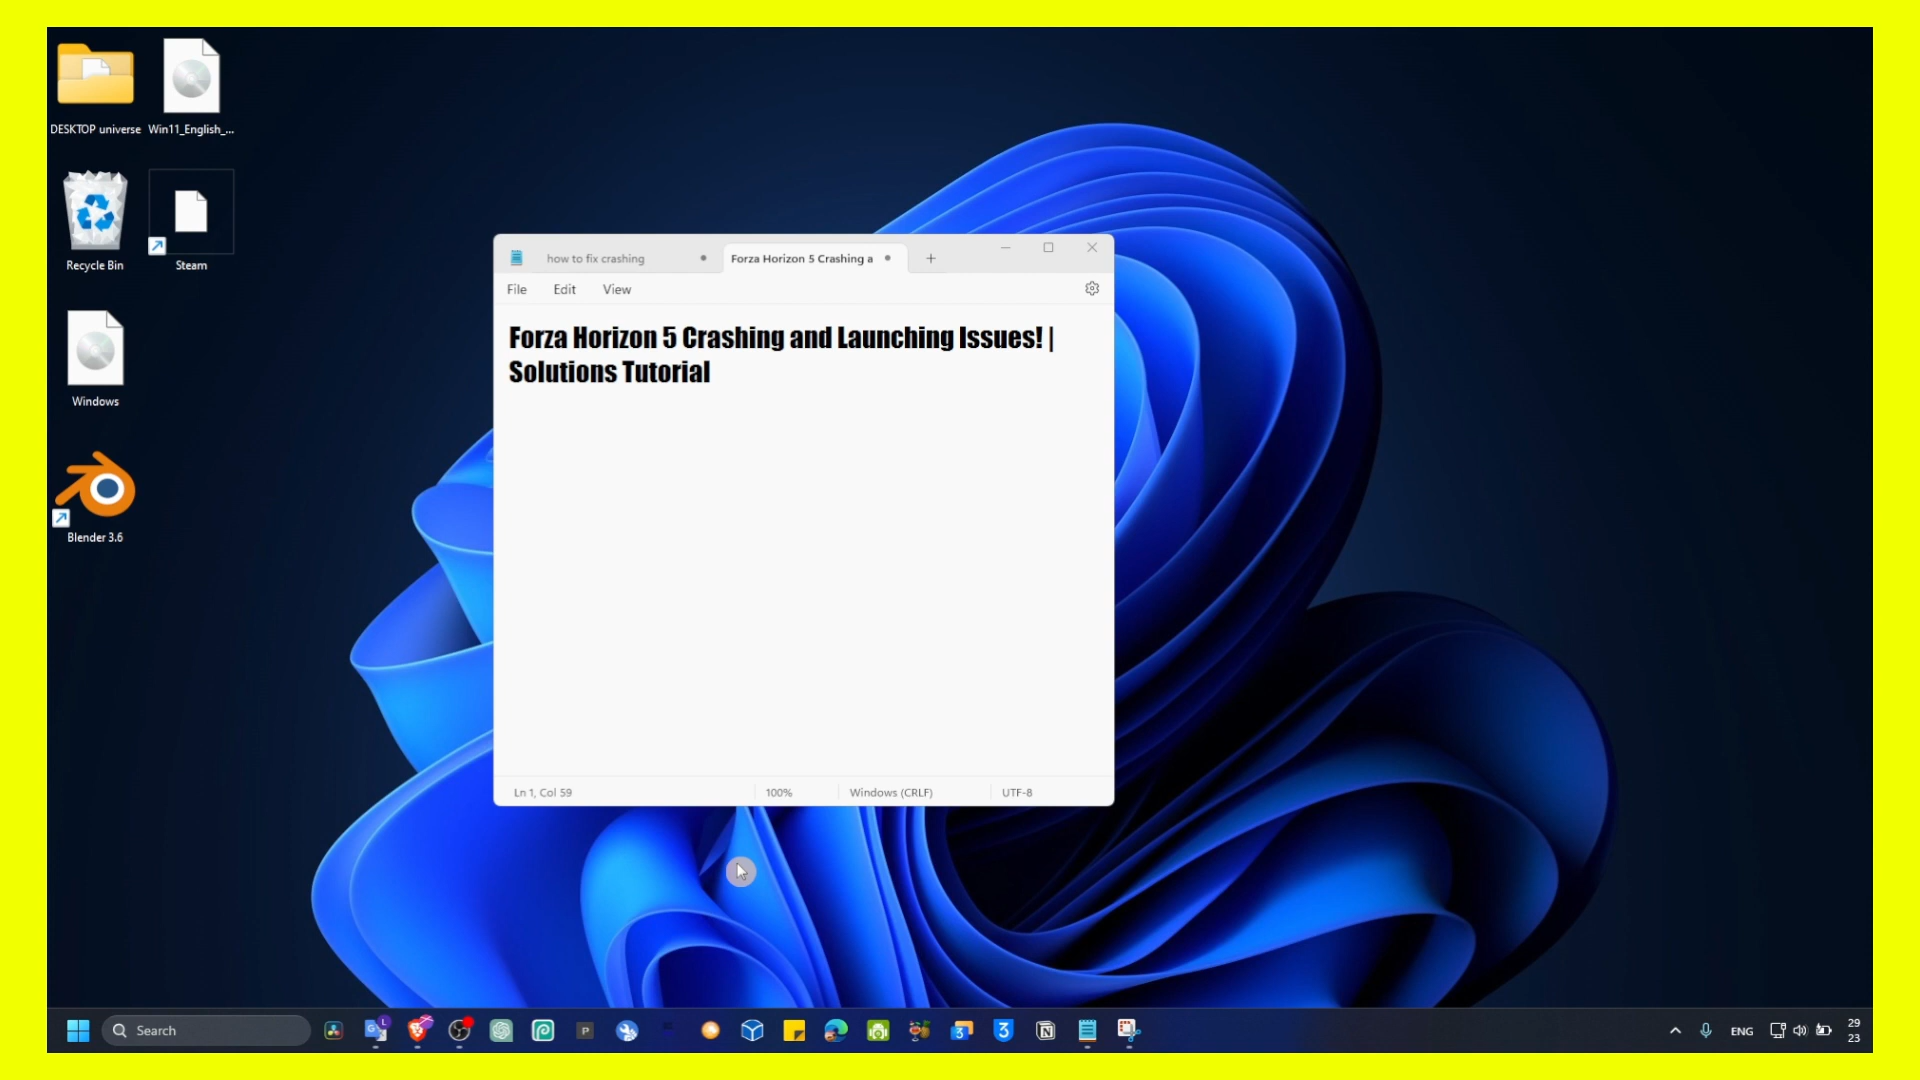 DESKTOP universe
Win11_English_...
Recycle Bin
Steam
Windows
Blender 3.6
how to fix crashing
Forza Horizon 5 Crashing a
File Edit View
Forza Horizon 5 Crashing and Launching Issues! |
Solutions Tutorial
Ln 1, Col 59
100%
Windows (CRLF)
UTF-8
Search
ENG
29
23